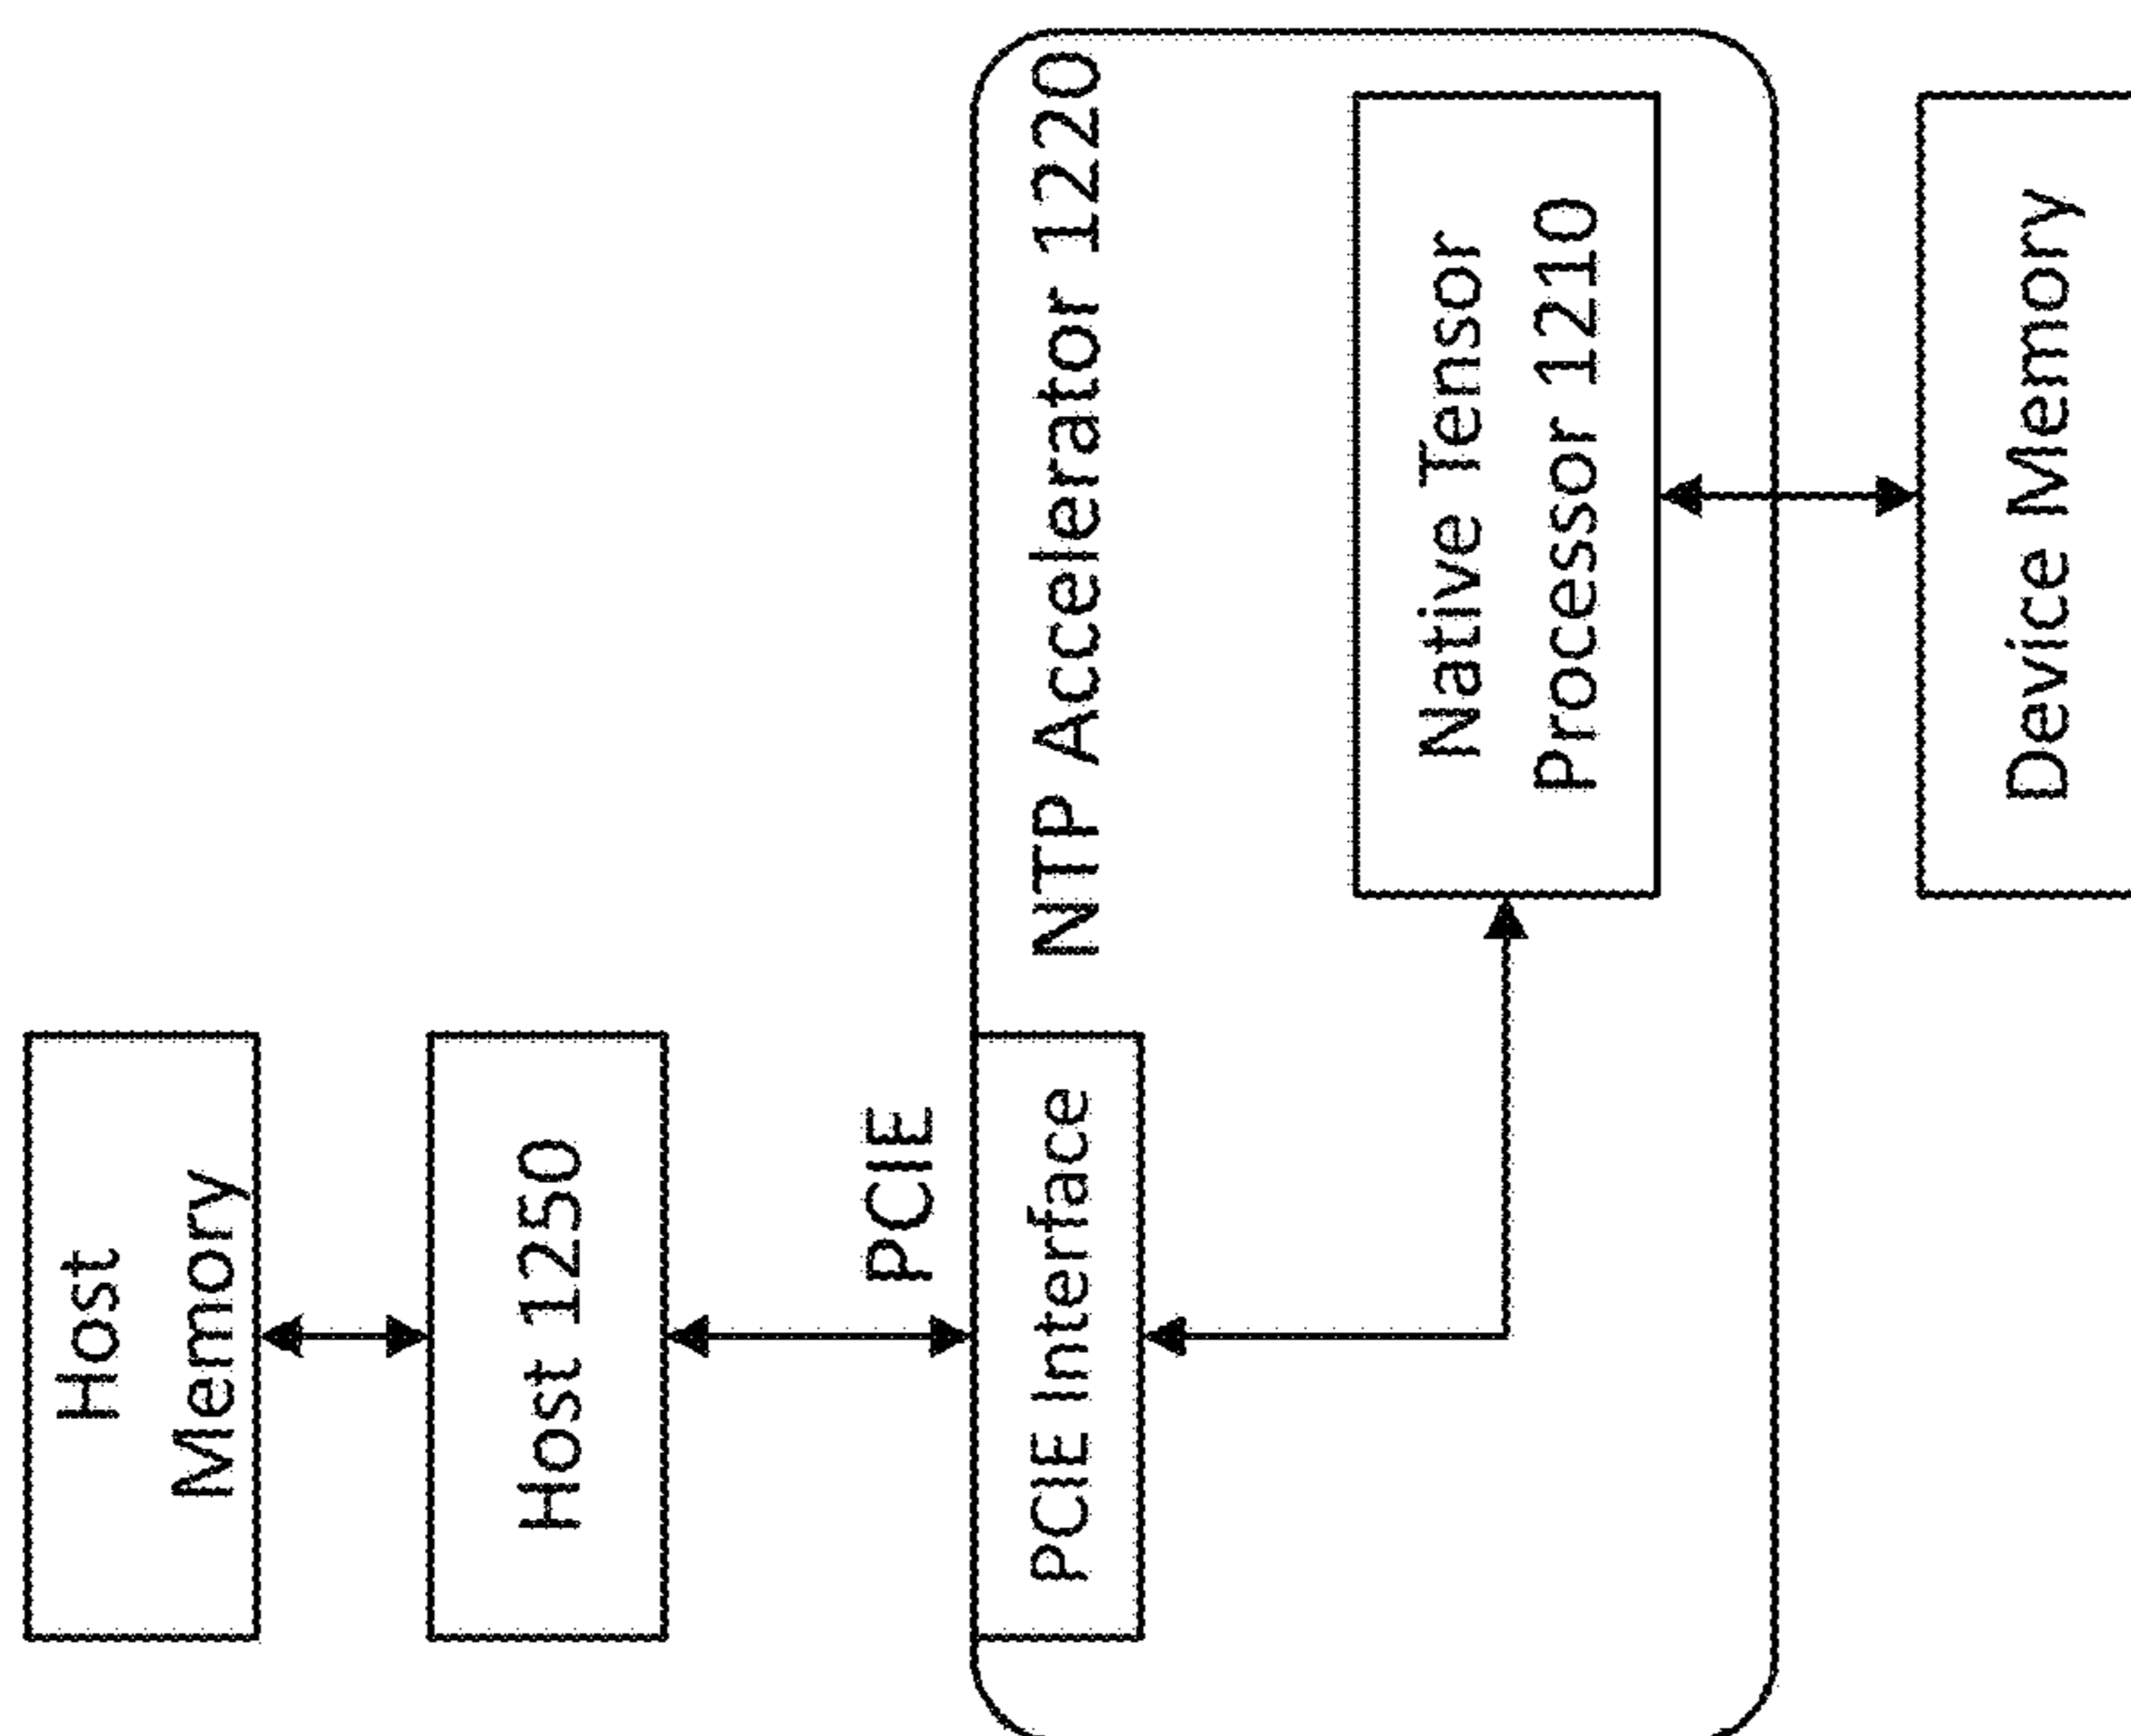 Host
Memory
Host 1250
PCIE
PCIE Interface
NTP Accelerator 1220
Native Tensor
Processor 1210
Device Memory